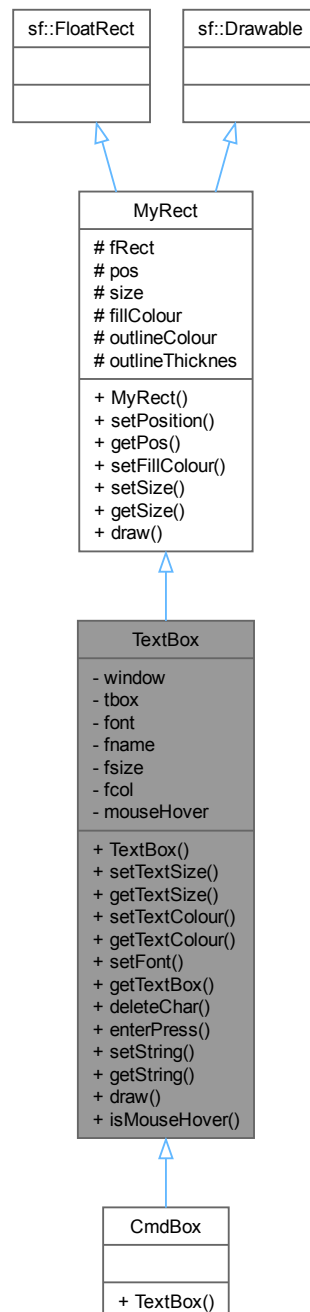 sf::FloatRect
sf::Drawable
MyRect
# fRect
# pos
# size
# fillColour
# outlineColour
# outlineThicknes
+ MyRect()
+ setPosition()
+ getPos()
+ setFillColour()
+ setSize()
+ getSize()
+ draw()
TextBox
- window
- tbox
- font
- fname
- fsize
- fcol
- mouseHover
+ TextBox()
+ setTextSize()
+ getTextSize()
+ setTextColour()
+ getTextColour()
+ setFont()
+ getTextBox()
+ deleteChar()
+ enterPress()
+ setString()
+ getString()
+ draw()
+ isMouseHover()
CmdBox
+ TextBox()